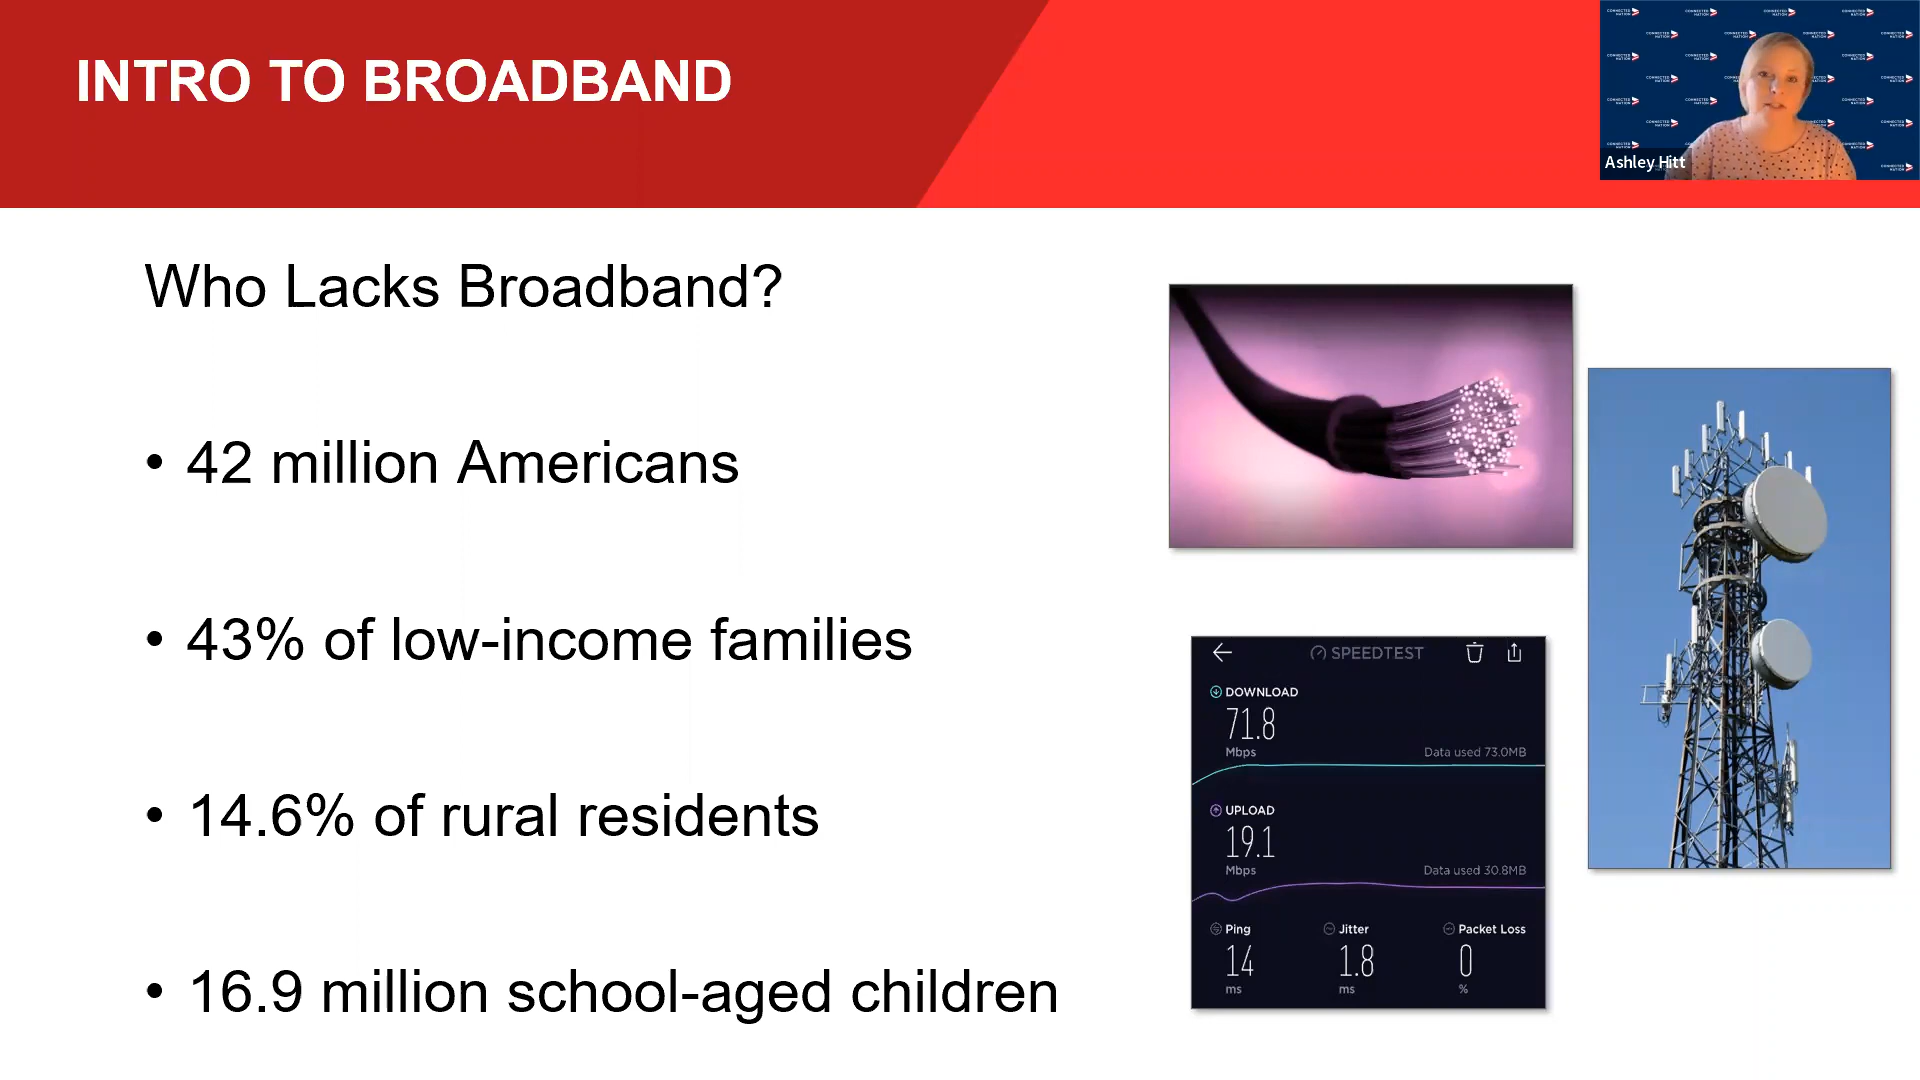 INTRO TO BROADBAND
CONNECTED NATION
Ashley Hitt
Who Lacks Broadband?
• 42 million Americans
• 43% of low-income families
• 14.6% of rural residents
• 16.9 million school-aged children
SPEEDTEST
DOWNLOAD
71.8
Mbps
Data used 73.0MB
UPLOAD
19.1
Mbps
Data used 30.8MB
Ping
Jitter
Packet Loss
14
1.8
0
ms
ms
%